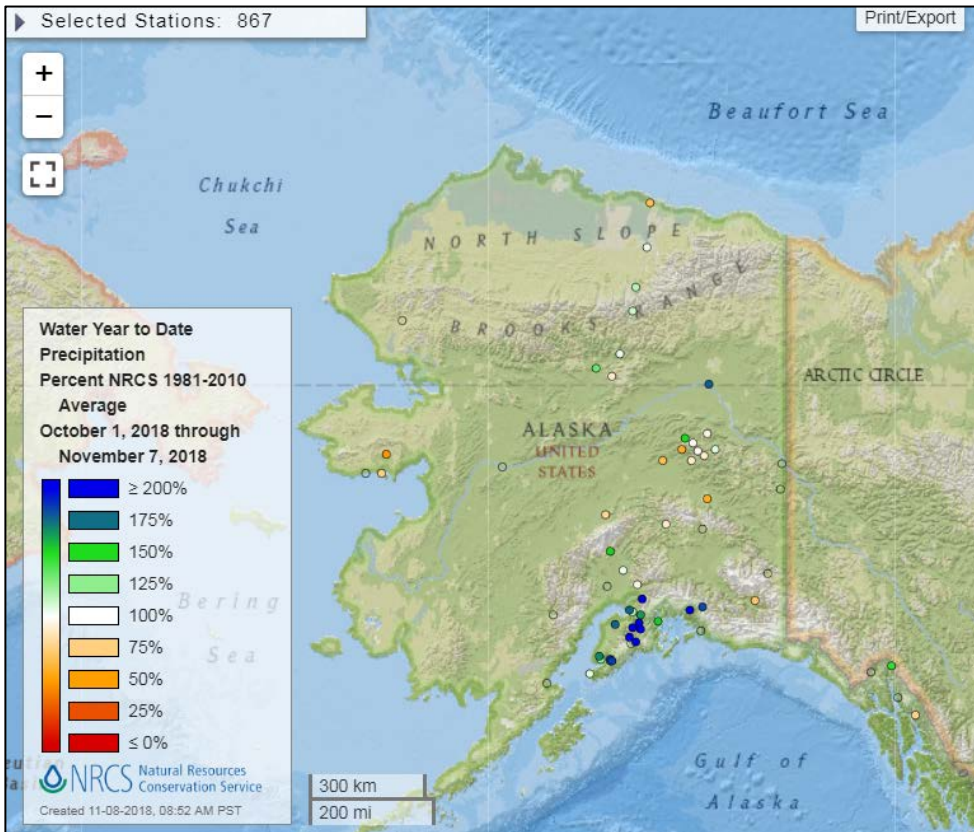 Selected Stations: 867
Print/Export
+
−
Beaufort Sea
Chukchi
Sea
NORTH SLOPE
BROOKS RANGE
ARCTIC CIRCLE
ALASKA
UNITED
STATES
Water Year to Date
Precipitation
Percent NRCS 1981-2010
Average
October 1, 2018 through
November 7, 2018
≥ 200%
175%
150%
125%
100%
75%
50%
25%
≤ 0%
Bering
Sea
NRCS Natural Resources
Conservation Service
Created 11-08-2018, 08:52 AM PST
300 km
200 mi
Gulf of
Alaska